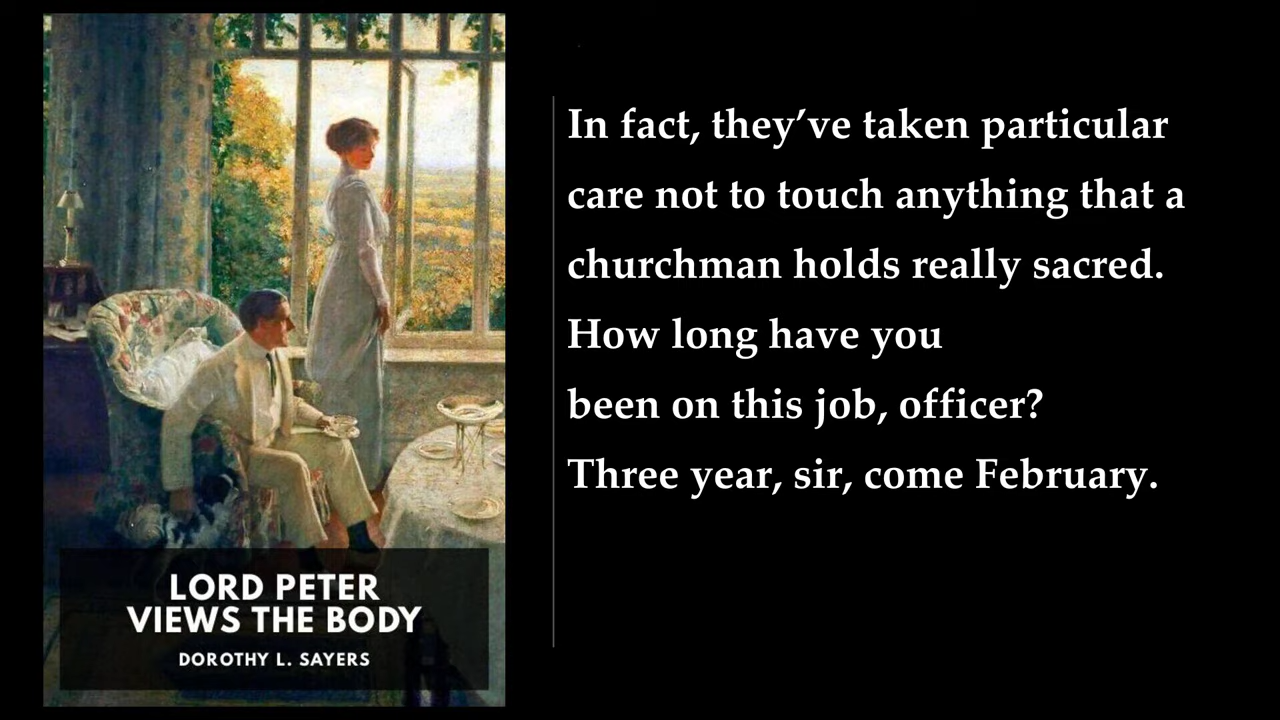 In fact, they’ve taken particular
care not to touch anything that a
churchman holds really sacred.
How long have you
been on this job, officer?
Three year, sir, come February.
LORD PETER
VIEWS THE BODY
DOROTHY L. SAYERS